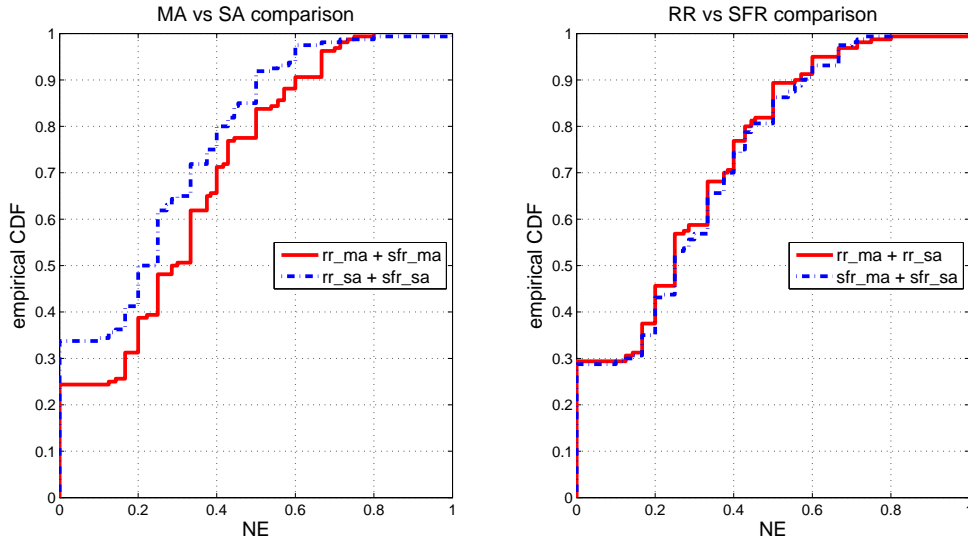 MA vs SA comparison
1
0.9
0.8
0.7
0.6
0.5
0.4
0.3
0.2
0.1
0
empirical CDF
rr_ma + sfr_ma
rr_sa + sfr_sa
0 0.2 0.4 0.6 0.8 1
NE
RR vs SFR comparison
1
0.9
0.8
0.7
0.6
0.5
0.4
0.3
0.2
0.1
0
empirical CDF
rr_ma + rr_sa
sfr_ma + sfr_sa
0 0.2 0.4 0.6 0.8 1
NE